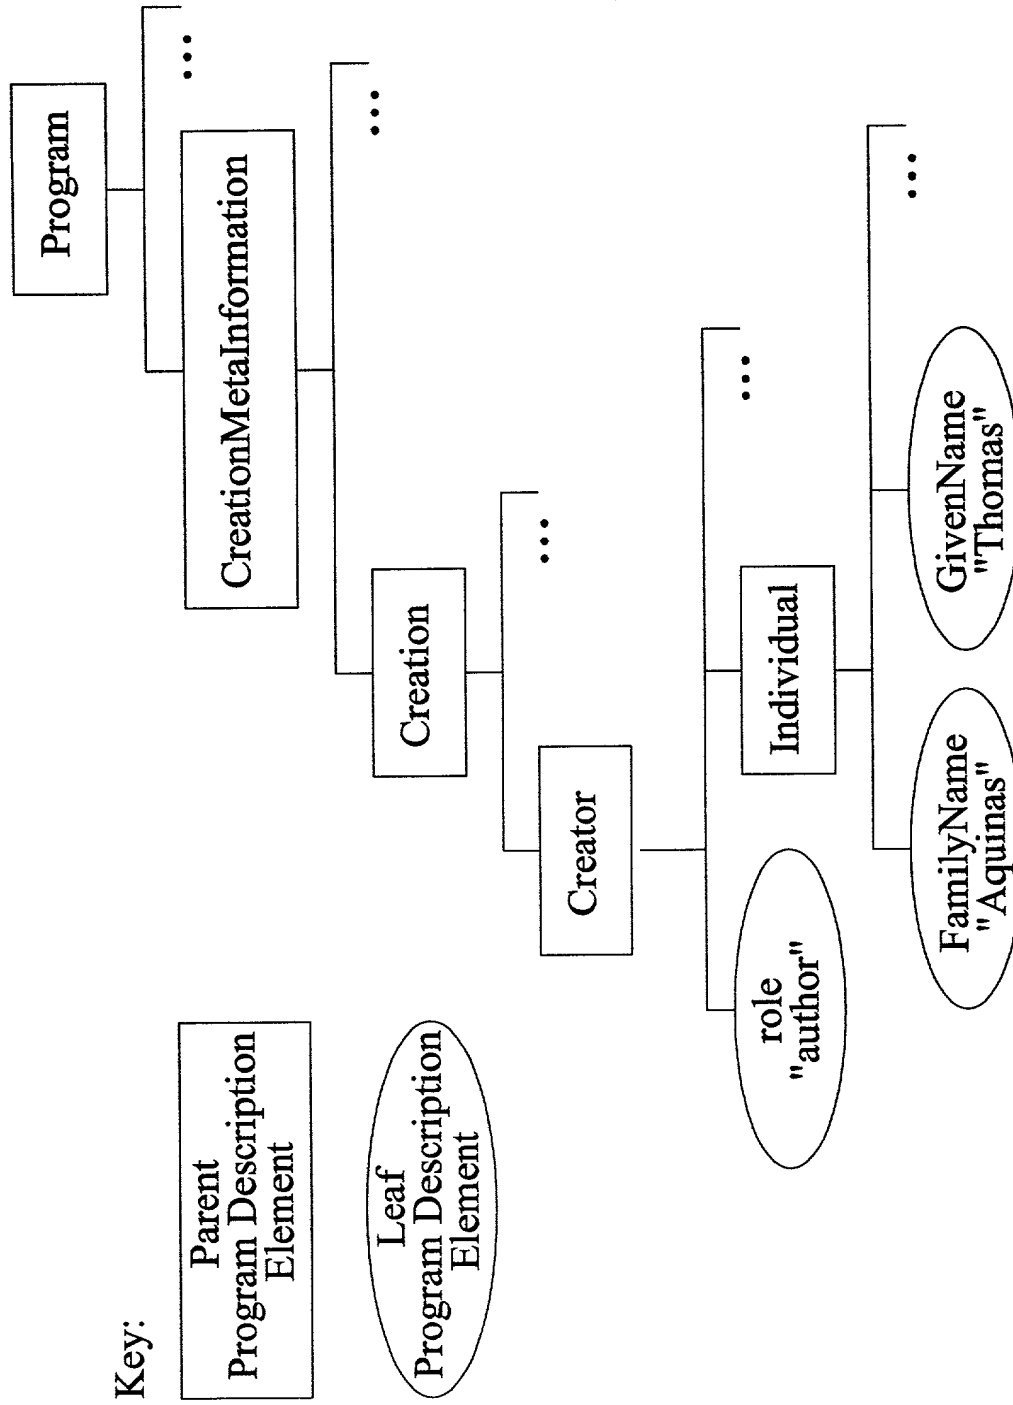 Program
...
CreationMetaInformation
...
Creation
...
Creator
...
role
"author"
Individual
...
FamilyName
"Aquinas"
GivenName
"Thomas"
Key:
Parent
Program Description
Element
Leaf
Program Description
Element